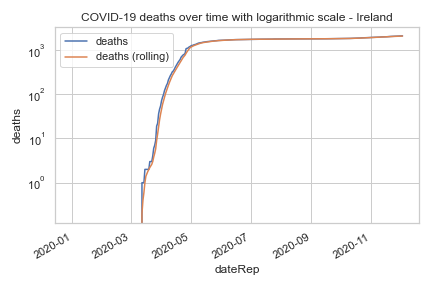 COVID-19 deaths over time with logarithmic scale - Ireland
deaths
deaths (rolling)
10³
10²
10¹
10⁰
deaths
2020-01
2020-03
2020-05
2020-07
2020-09
2020-11
dateRep